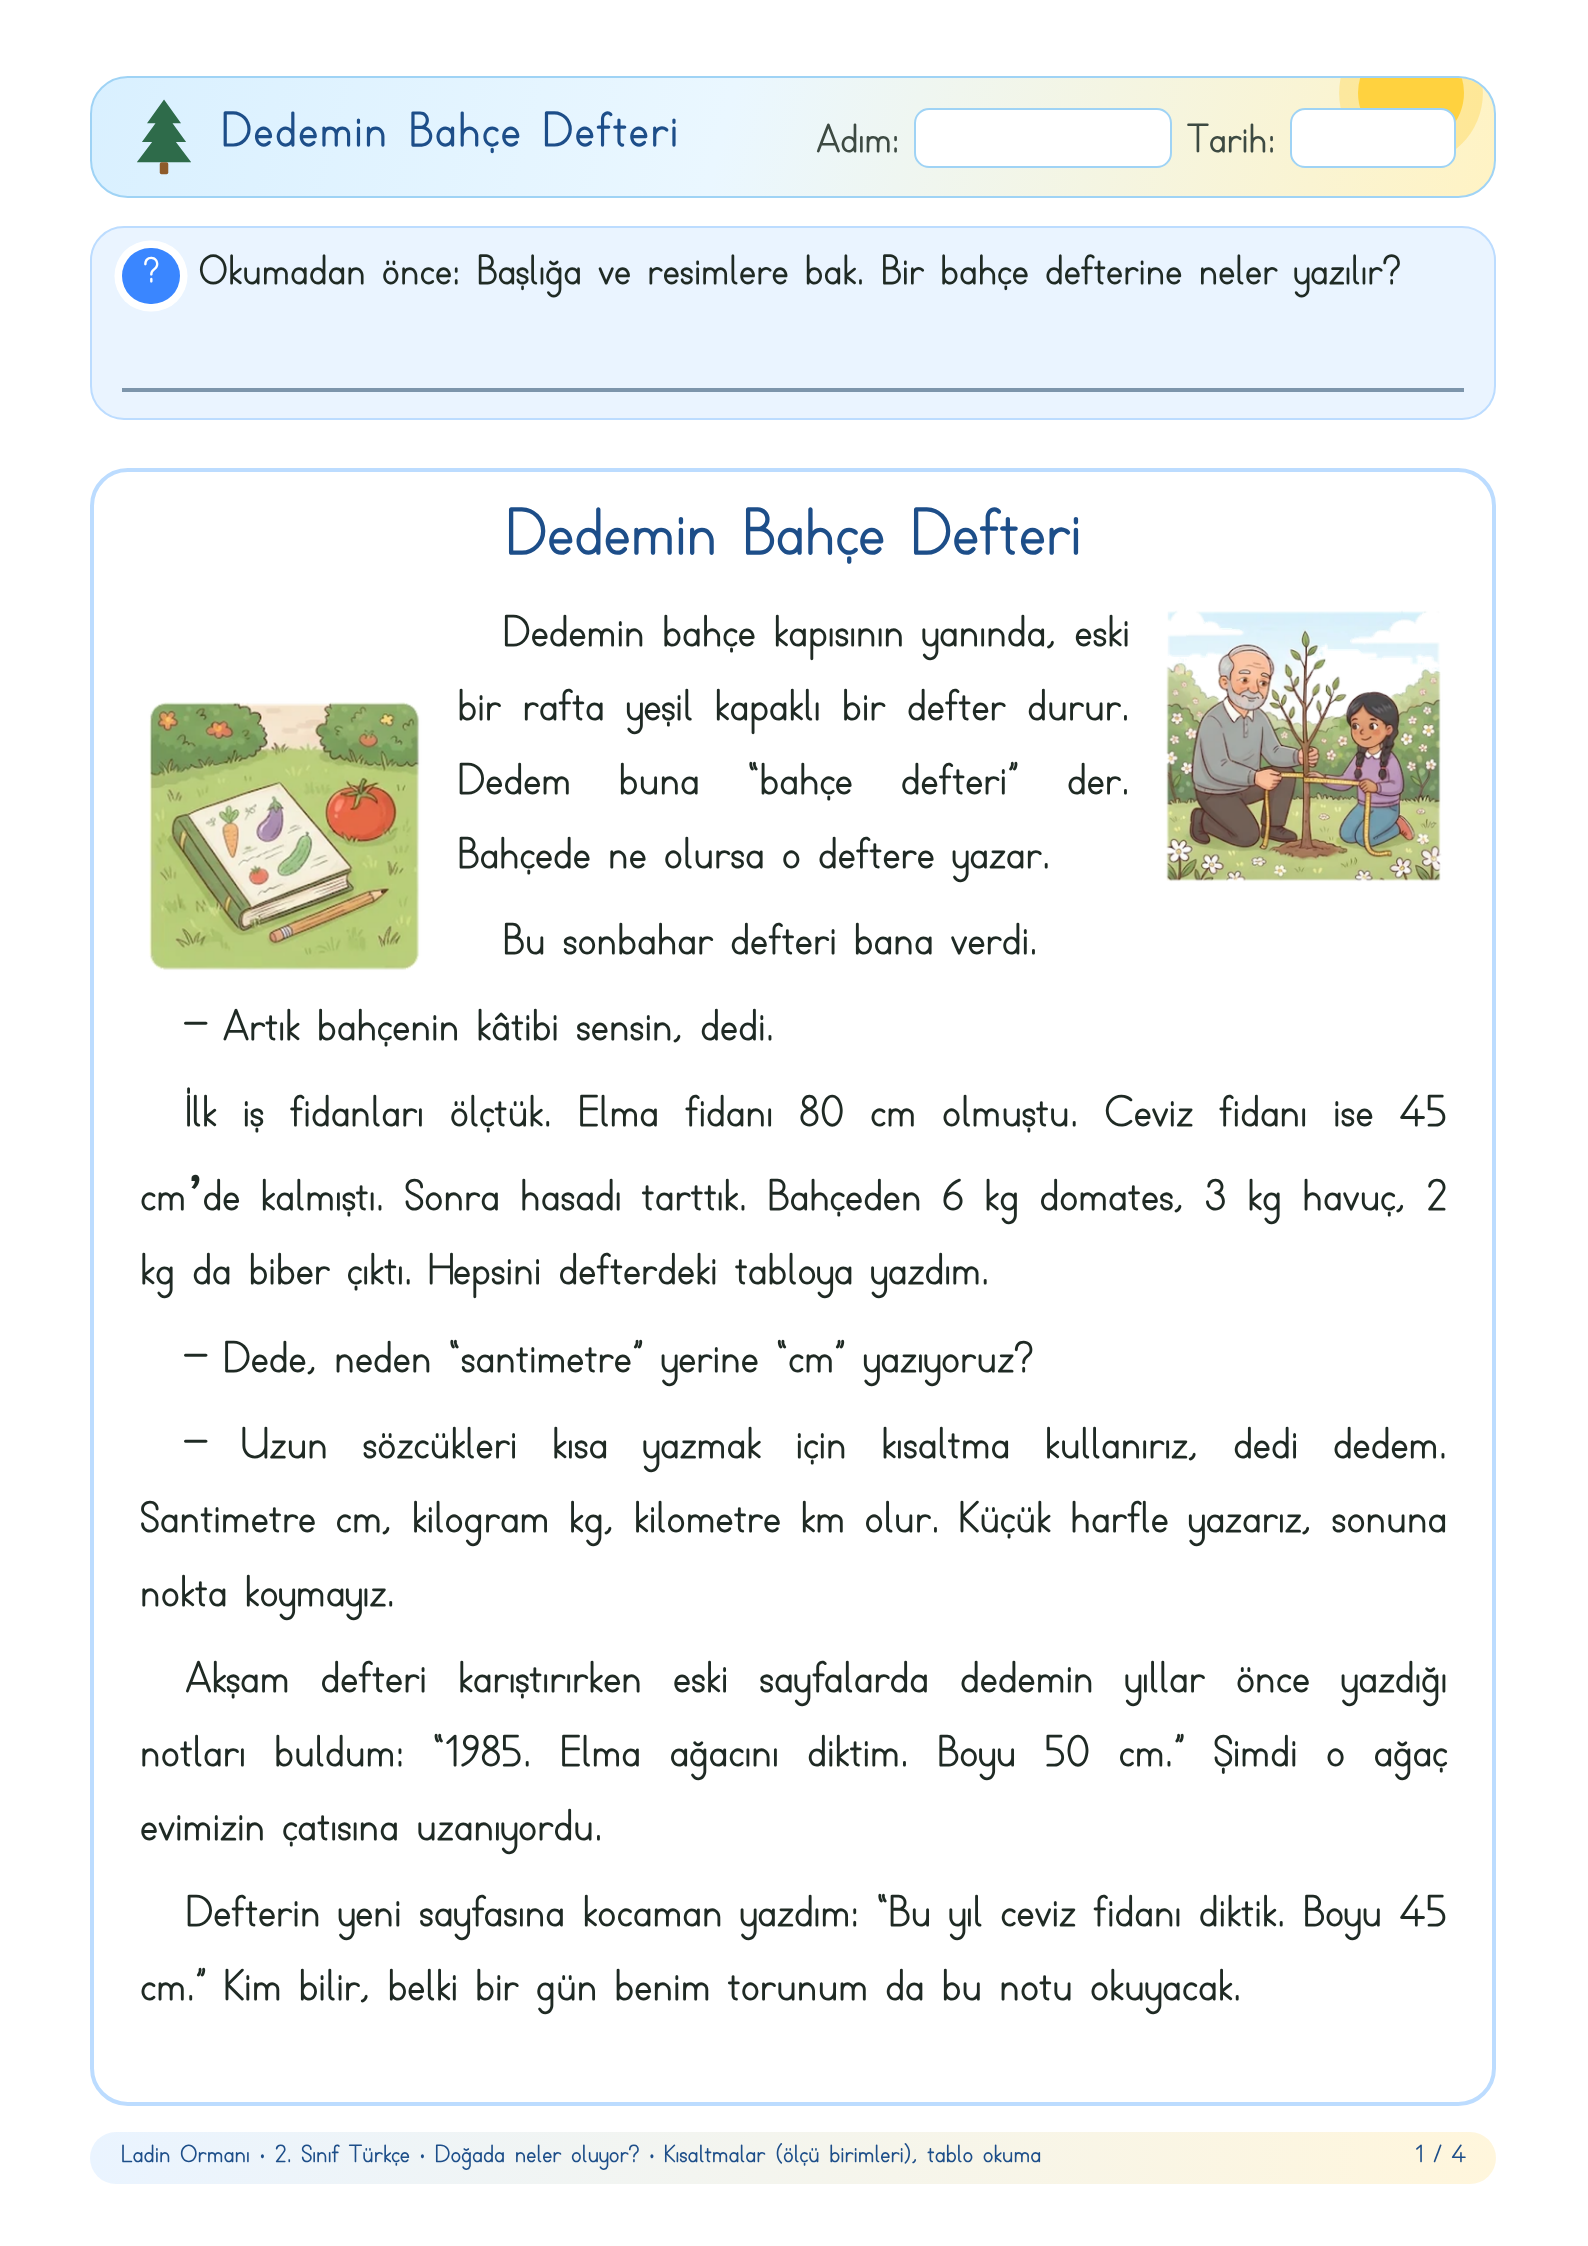 Dedemin Bahçe Defteri
Adım:
Tarih:
?
Okumadan önce: Başlığa ve resimlere bak. Bir bahçe defterine neler yazılır?
Dedemin Bahçe Defteri
Dedemin bahçe kapısının yanında, eski
bir rafta yeşil kapaklı bir defter durur.
Dedem buna “bahçe defteri” der.
Bahçede ne olursa o deftere yazar.
Bu sonbahar defteri bana verdi.
– Artık bahçenin kâtibi sensin, dedi.
İlk iş fidanları ölçtük. Elma fidanı 80 cm olmuştu. Ceviz fidanı ise 45
cm’de kalmıştı. Sonra hasadı tarttık. Bahçeden 6 kg domates, 3 kg havuç, 2
kg da biber çıktı. Hepsini defterdeki tabloya yazdım.
– Dede, neden “santimetre” yerine “cm” yazıyoruz?
– Uzun sözcükleri kısa yazmak için kısaltma kullanırız, dedi dedem.
Santimetre cm, kilogram kg, kilometre km olur. Küçük harfle yazarız, sonuna
nokta koymayız.
Akşam defteri karıştırırken eski sayfalarda dedemin yıllar önce yazdığı
notları buldum: “1985. Elma ağacını diktim. Boyu 50 cm.” Şimdi o ağaç
evimizin çatısına uzanıyordu.
Defterin yeni sayfasına kocaman yazdım: “Bu yıl ceviz fidanı diktik. Boyu 45
cm.” Kim bilir, belki bir gün benim torunum da bu notu okuyacak.
Ladin Ormanı • 2. Sınıf Türkçe • Doğada neler oluyor? • Kısaltmalar (ölçü birimleri), tablo okuma
1 / 4